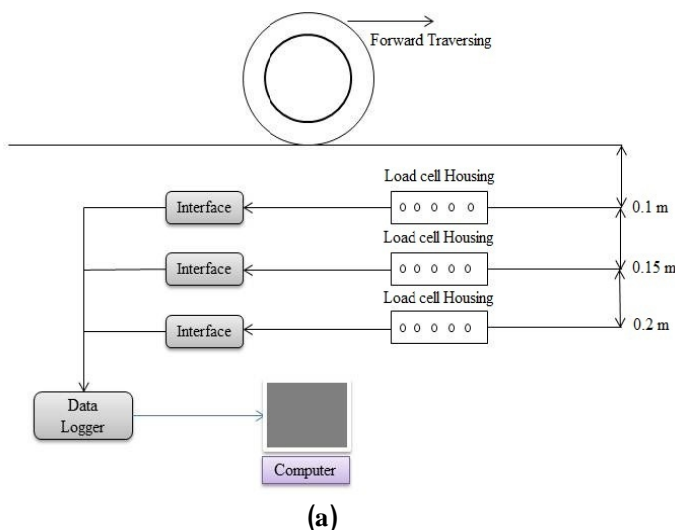 Forward Traversing
Load cell Housing
Interface
o o o o o
0.1 m
Load cell Housing
Interface
o o o o o
0.15 m
Load cell Housing
Interface
o o o o o
0.2 m
Data
Logger
Computer
(a)